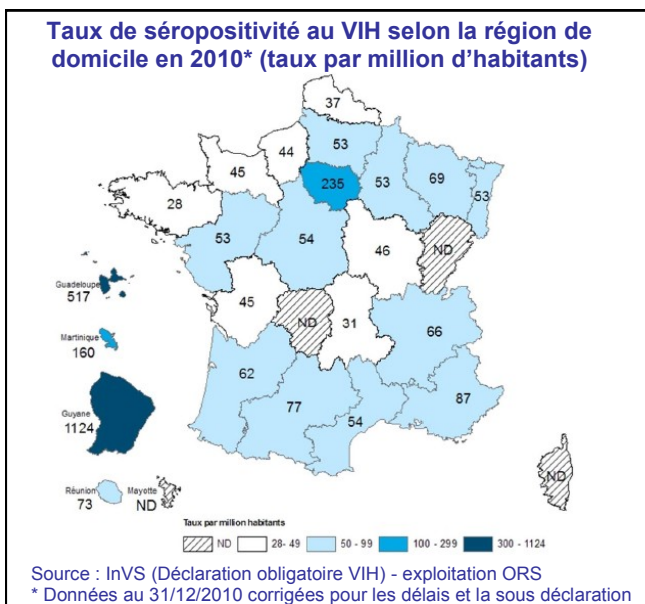 Taux de séropositivité au VIH selon la région de
domicile en 2010* (taux par million d'habitants)
37
53
44
45
235
53
69
53
28
53
54
46
ND
Guadeloupe
517
45
ND
31
66
Martinique
160
62
77
54
87
Guyane
1124
ND
Réunion
73
Mayotte
ND
Taux par million habitants
ND
28- 49
50 - 99
100 - 299
300 - 1124
Source : InVS (Déclaration obligatoire VIH) - exploitation ORS
* Données au 31/12/2010 corrigées pour les délais et la sous déclaration